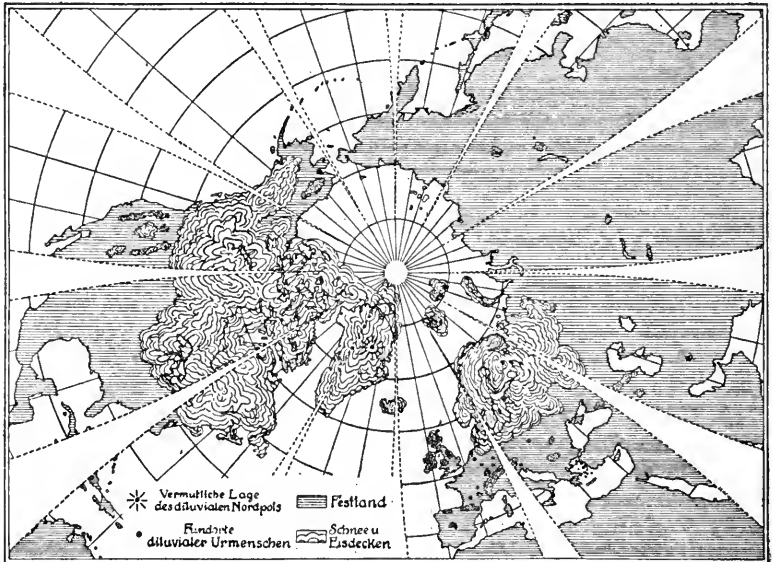 Vermutliche Lage
des diluvialen Nordpols
Festland
Fundorte
diluvialer Urmenschen
Schnee u
Eisdecken